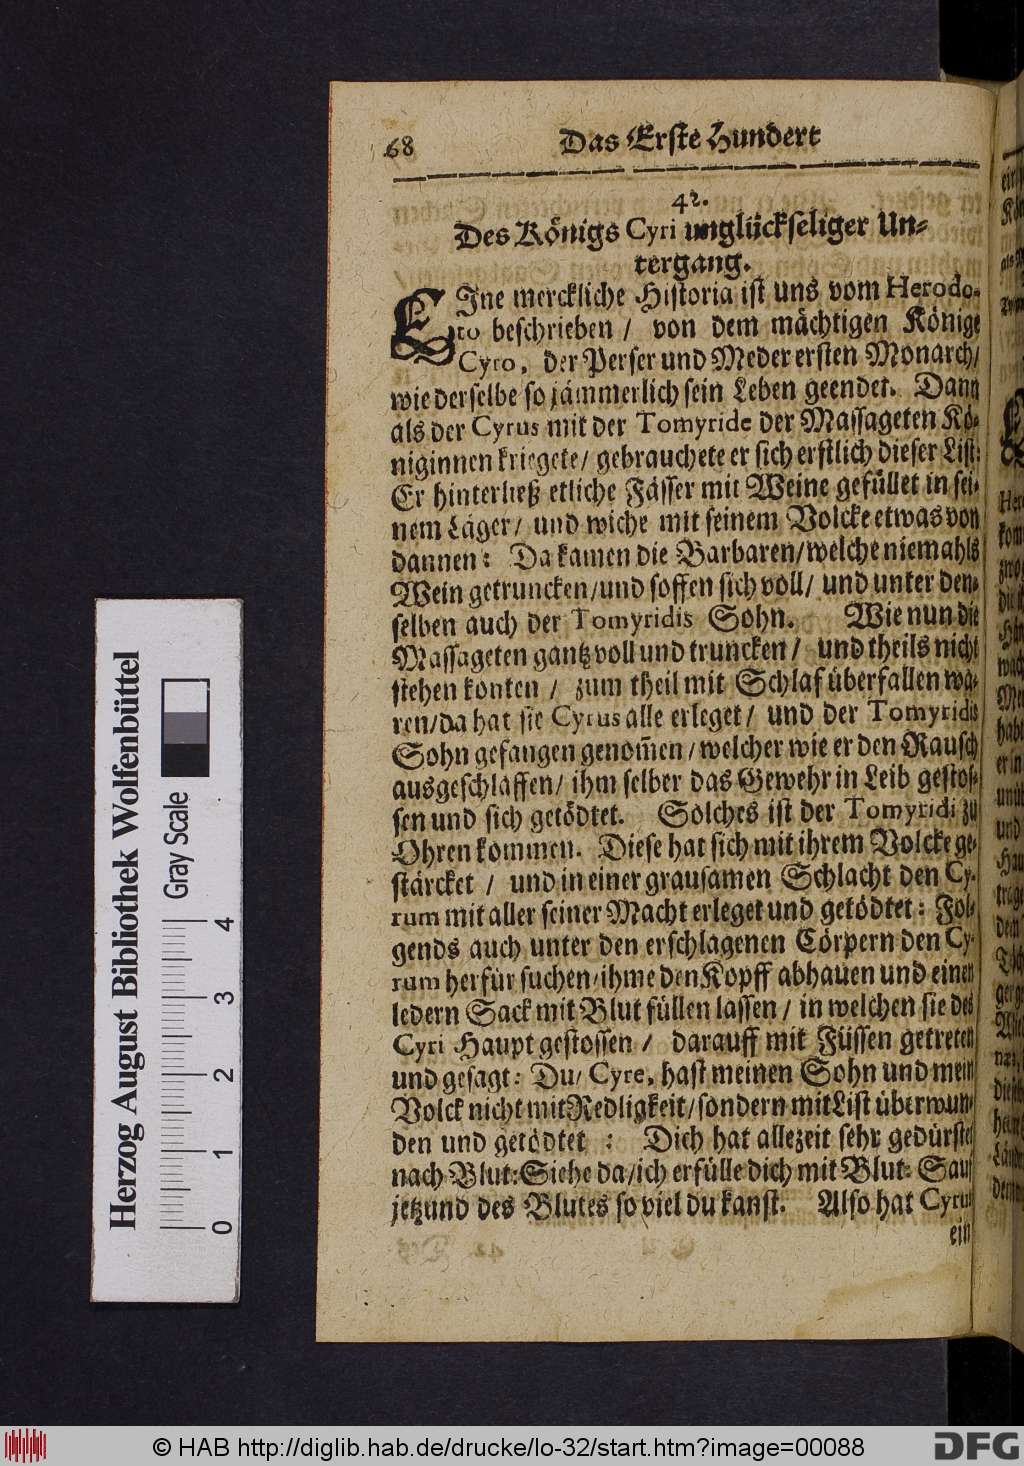 68 Das Erste Hundert
42.
Des Königs Cyri unglückseliger Un-
tergang.
EIne merckliche Historia ist uns vom Herodo-
to beschrieben / von dem mächtigen Könige
Cyro, der Perser und Meder ersten Monarch/
wie derselbe so jämmerlich sein Leben geendet. Dann
als der Cyrus mit der Tomyride der Massageten Kö-
niginnen kriegete / gebrauchete er sich erstlich dieser List:
Er hinterließ etliche Fässer mit Weine gefüllet in sei-
nem Läger / und wiche mit seinem Volcke etwas von
dannen: Da kamen die Barbaren / welche niemahls
Wein getruncken / und soffen sich voll / und unter den-
selben auch der Tomyridis Sohn. Wie nun die
Massageten gantz voll und truncken / und theils nicht
stehen konten / zum theil mit Schlaf überfallen wä-
ren / da hat sie Cyrus alle erleget / und der Tomyridis
Sohn gefangen genom̃en / welcher wie er den Rausch
ausgeschlaffen / ihm selber das Gewehr in Leib gestos-
sen und sich getödtet. Solches ist der Tomyridi zu
Ohren kommen. Diese hat sich mit ihrem Volcke ge-
stärcket / und in einer grausamen Schlacht den Cy-
rum mit aller seiner Macht erleget und getödtet: Fol-
gends auch unter den erschlagenen Cörpern den Cy-
rum herfür suchen / ihme den Kopff abhauen und einen
ledern Sack mit Blut füllen lassen / in welchen sie des
Cyri Haupt gestossen / darauff mit Füssen getreten
und gesagt: Du / Cyre, hast meinen Sohn und mein
Volck nicht mit Redligkeit / sondern mit List überwun-
den und getödtet : Dich hat allezeit sehr gedürstet
nach Blut: Siehe da / ich erfülle dich mit Blut: Sauf
jetzund des Blutes so viel du kanst. Also hat Cyrus
ein
Herzog August Bibliothek Wolfenbüttel
Gray Scale
0 1 2 3 4
© HAB http://diglib.hab.de/drucke/lo-32/start.htm?image=00088
DFG